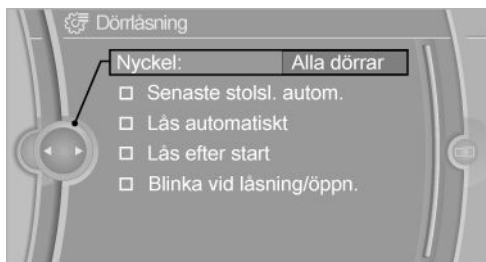 Dörrlåsning
Nyckel: Alla dörrar
Senaste stolsl. autom.
Lås automatiskt
Lås efter start
Blinka vid låsning/öppn.